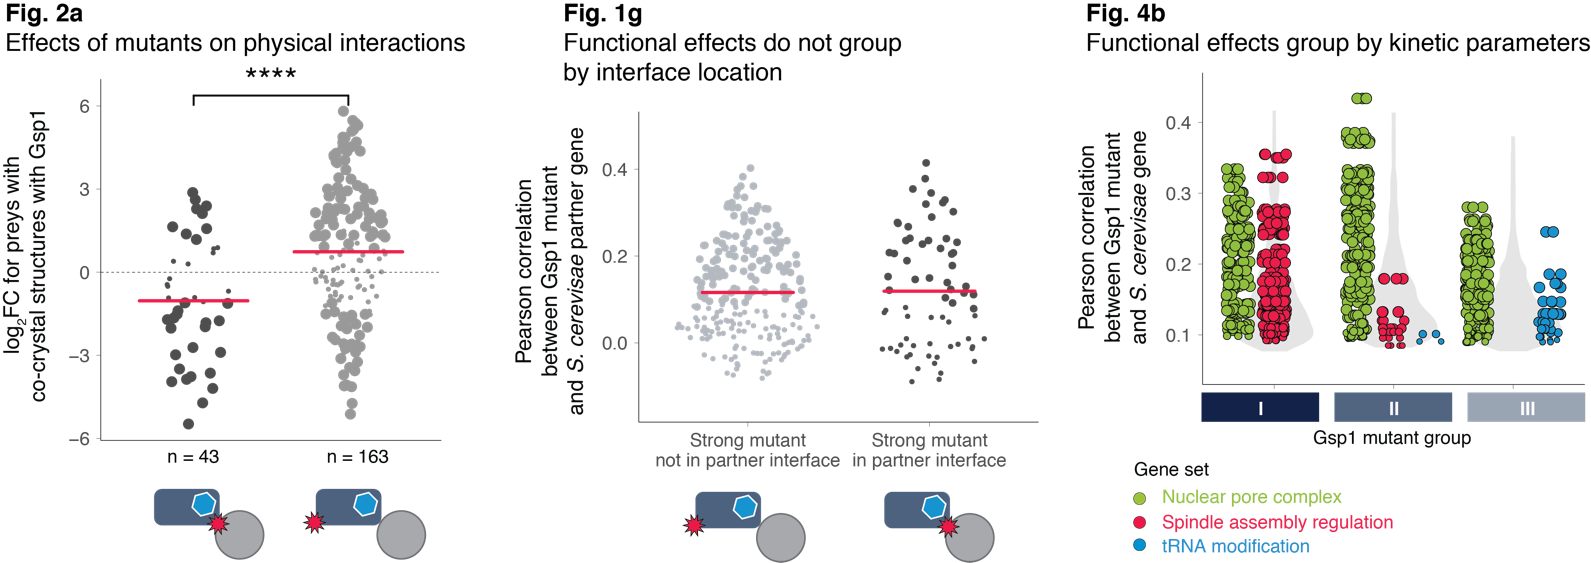 Fig. 2a
Effects of mutants on physical interactions
****
log2FC for preys with
co-crystal structures with Gsp1
6
3
0
−3
−6
n = 43
n = 163
Fig. 1g
Functional effects do not group
by interface location
Pearson correlation
between Gsp1 mutant
and S. cerevisae partner gene
0.4
0.2
0.0
Strong mutant
not in partner interface
Strong mutant
in partner interface
Fig. 4b
Functional effects group by kinetic parameters
Pearson correlation
between Gsp1 mutant
and S. cerevisae gene
0.4
0.3
0.2
0.1
I
II
III
Gsp1 mutant group
Gene set
Nuclear pore complex
Spindle assembly regulation
tRNA modification